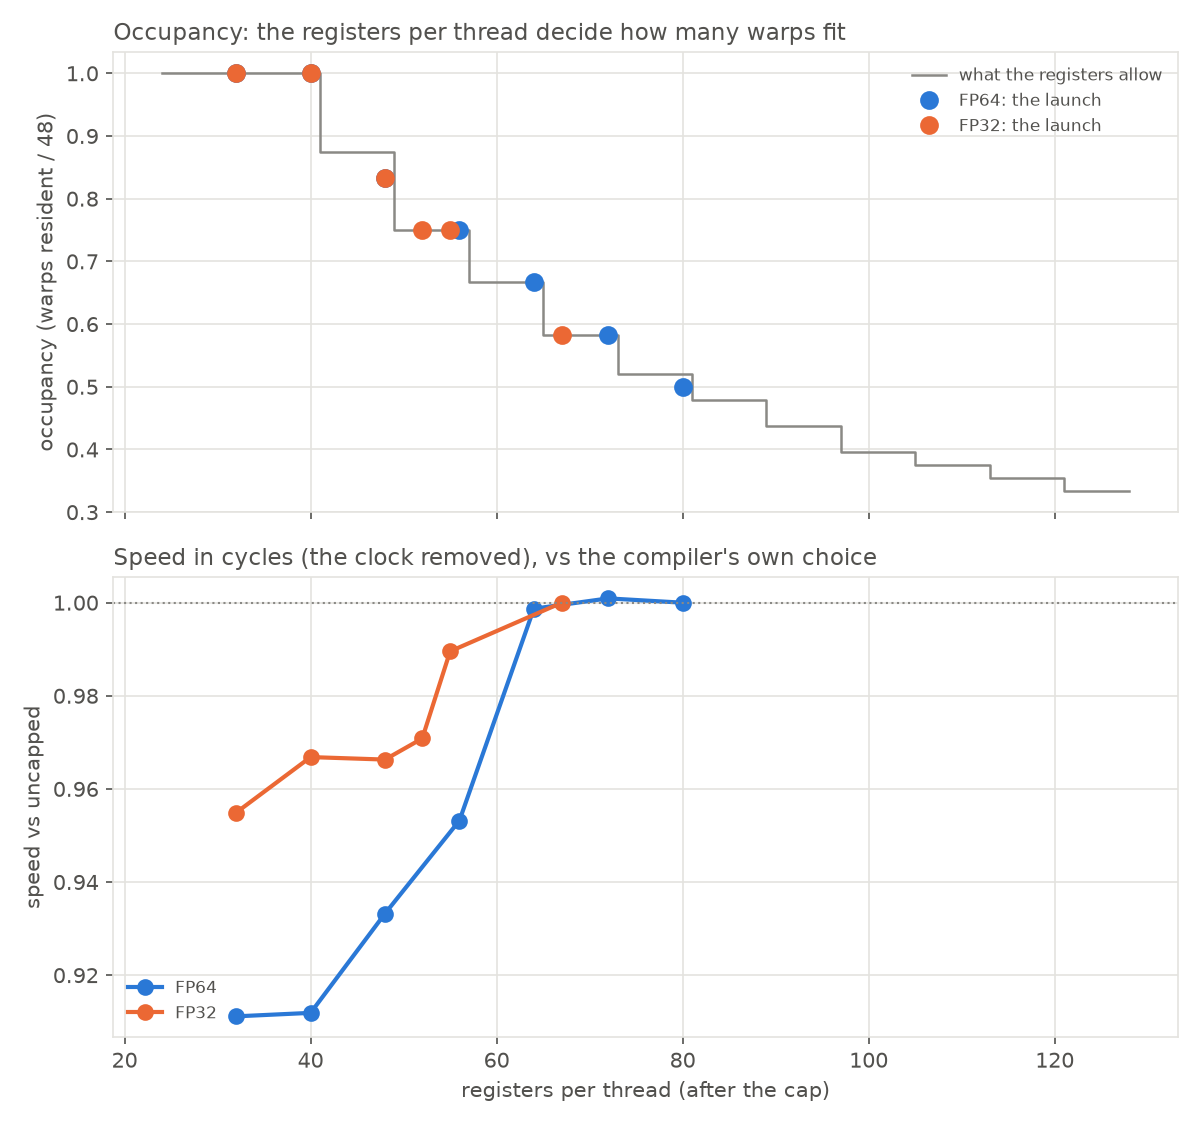 Occupancy: the registers per thread decide how many warps fit
occupancy (warps resident / 48)
1.0
0.9
0.8
0.7
0.6
0.5
0.4
0.3
what the registers allow
FP64: the launch
FP32: the launch
Speed in cycles (the clock removed), vs the compiler's own choice
speed vs uncapped
1.00
0.98
0.96
0.94
0.92
FP64
FP32
20 40 60 80 100 120
registers per thread (after the cap)